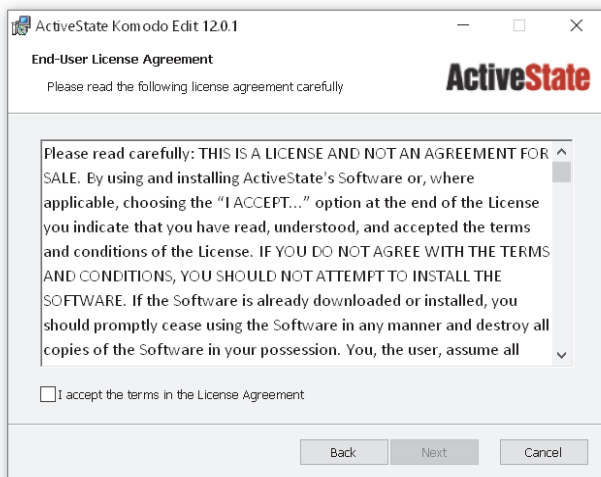 ActiveState Komodo Edit 12.0.1
End-User License Agreement
Please read the following license agreement carefully
ActiveState
Please read carefully: THIS IS A LICENSE AND NOT AN AGREEMENT FOR
SALE. By using and installing ActiveState's Software or, where
applicable, choosing the “I ACCEPT...” option at the end of the License
you indicate that you have read, understood, and accepted the terms
and conditions of the License. IF YOU DO NOT AGREE WITH THE TERMS
AND CONDITIONS, YOU SHOULD NOT ATTEMPT TO INSTALL THE
SOFTWARE. If the Software is already downloaded or installed, you
should promptly cease using the Software in any manner and destroy all
copies of the Software in your possession. You, the user, assume all
I accept the terms in the License Agreement
Back Next Cancel